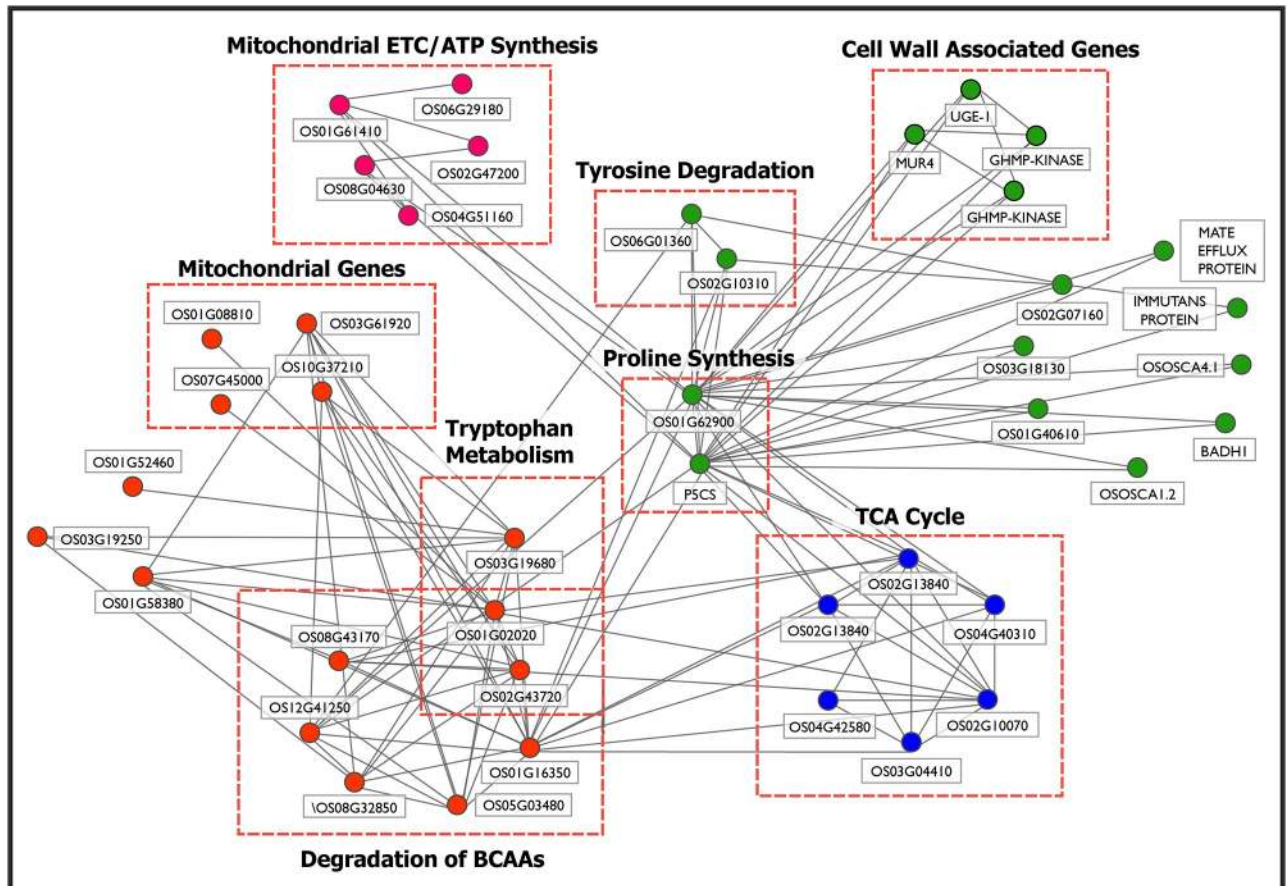 Mitochondrial ETC/ATP Synthesis
Cell Wall Associated Genes
OS06G29180
OS01G61410
UGE-1
MUR4
GHMP-KINASE
OS02G47200
OS08G04630
Tyrosine Degradation
GHMP-KINASE
OS04G51160
OS06G01360
MATE
EFFLUX
PROTEIN
Mitochondrial Genes
OS02G10310
OS01G08810
OS03G61920
OS02G07160
IMMUTANS
PROTEIN
OS10G37210
Proline Synthesis
OS03G18130
OSOSCA4.1
OS07G45000
OS01G62900
OS01G40610
Tryptophan
Metabolism
BADH1
OS01G52460
P5CS
OSOSCA1.2
TCA Cycle
OS03G19250
OS03G19680
OS02G13840
OS01G58380
OS08G43170
OS01G02020
OS02G13840
OS04G40310
OS02G43720
OS12G41250
OS04G42580
OS02G10070
OS01G16350
OS03G04410
\OS08G32850
OS05G03480
Degradation of BCAAs